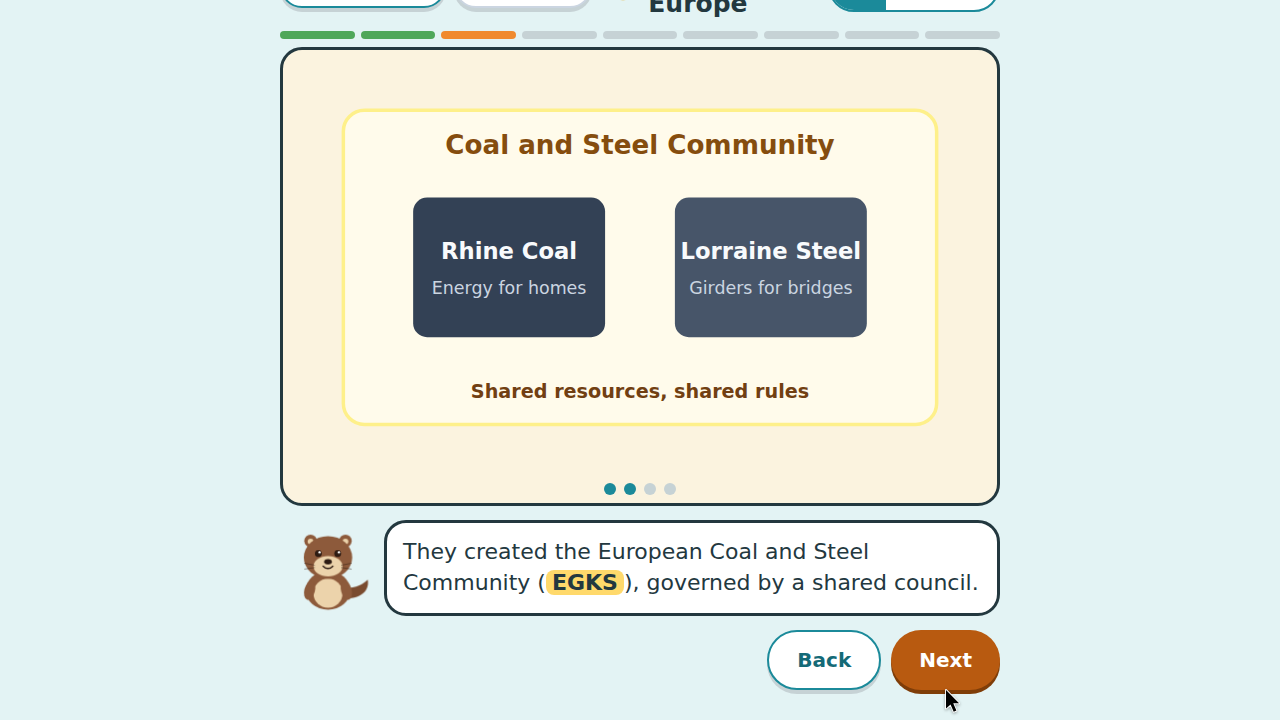 Europe
Coal and Steel Community
Rhine Coal
Energy for homes
Lorraine Steel
Girders for bridges
Shared resources, shared rules
They created the European Coal and Steel
Community (EGKS), governed by a shared council.
Back
Next